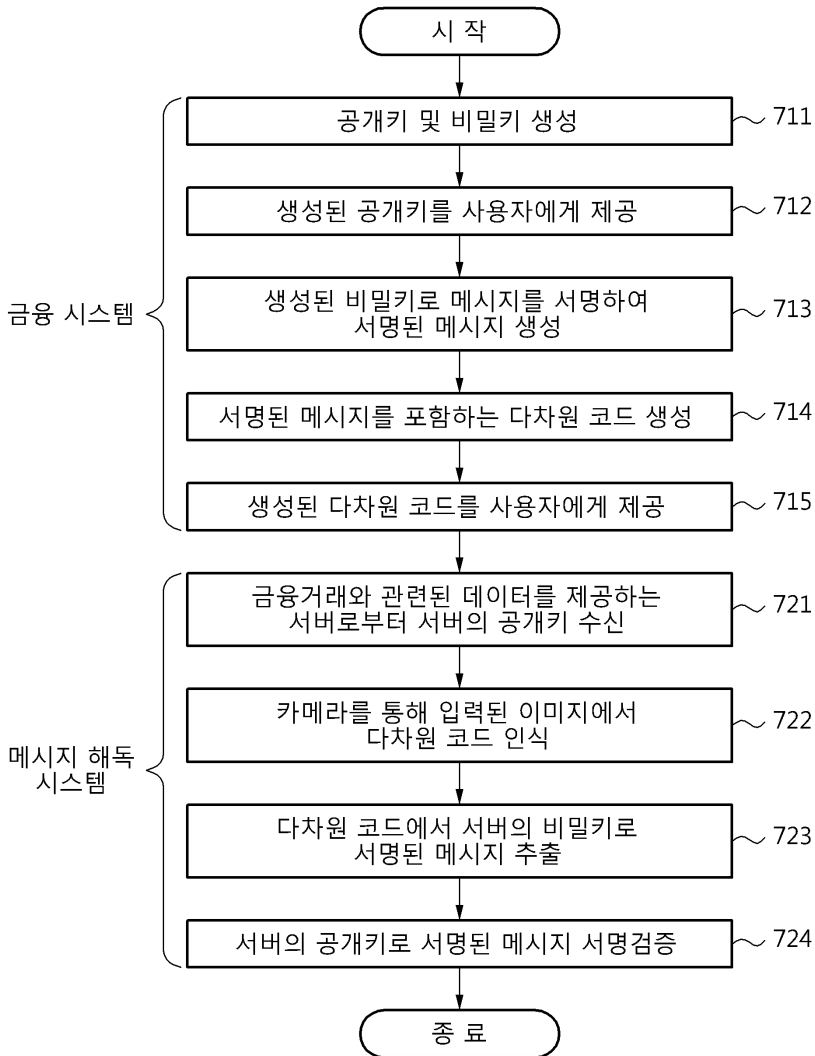 시 작
공개키 및 비밀키 생성
711
생성된 공개키를 사용자에게 제공
712
생성된 비밀키로 메시지를 서명하여
서명된 메시지 생성
713
금융 시스템
서명된 메시지를 포함하는 다차원 코드 생성
714
생성된 다차원 코드를 사용자에게 제공
715
금융거래와 관련된 데이터를 제공하는
서버로부터 서버의 공개키 수신
721
카메라를 통해 입력된 이미지에서
다차원 코드 인식
722
메시지 해독
시스템
다차원 코드에서 서버의 비밀키로
서명된 메시지 추출
723
서버의 공개키로 서명된 메시지 서명검증
724
종 료